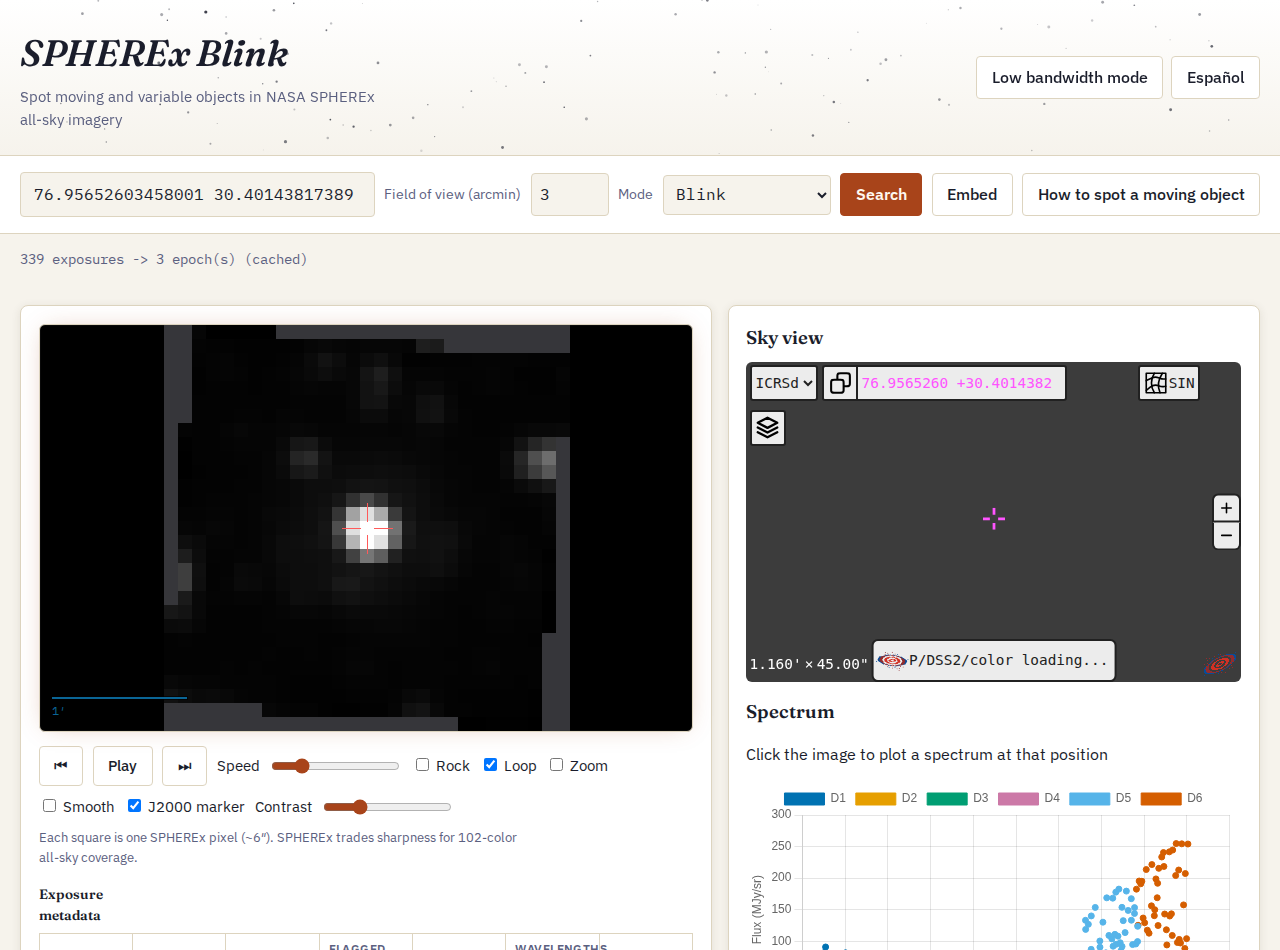 SPHEREx Blink
Spot moving and variable objects in NASA SPHEREx
all-sky imagery
Low bandwidth mode
Español
76.95652603458001 30.40143817389
Field of view (arcmin)
3
Mode
Blink
Search
Embed
How to spot a moving object
339 exposures -> 3 epoch(s) (cached)
1'
Play
Speed
Rock
Loop
Zoom
Smooth
J2000 marker
Contrast
Each square is one SPHEREx pixel (~6″). SPHEREx trades sharpness for 102-color
all-sky coverage.
Exposure
metadata
FLAGGED
WAVELENGTHS
Sky view
ICRSd
76.9565260 +30.4014382
SIN
+
−
1.160' × 45.00"
P/DSS2/color loading...
Spectrum
Click the image to plot a spectrum at that position
D1 D2 D3 D4 D5 D6
300
250
200
150
100
Flux (MJy/sr)